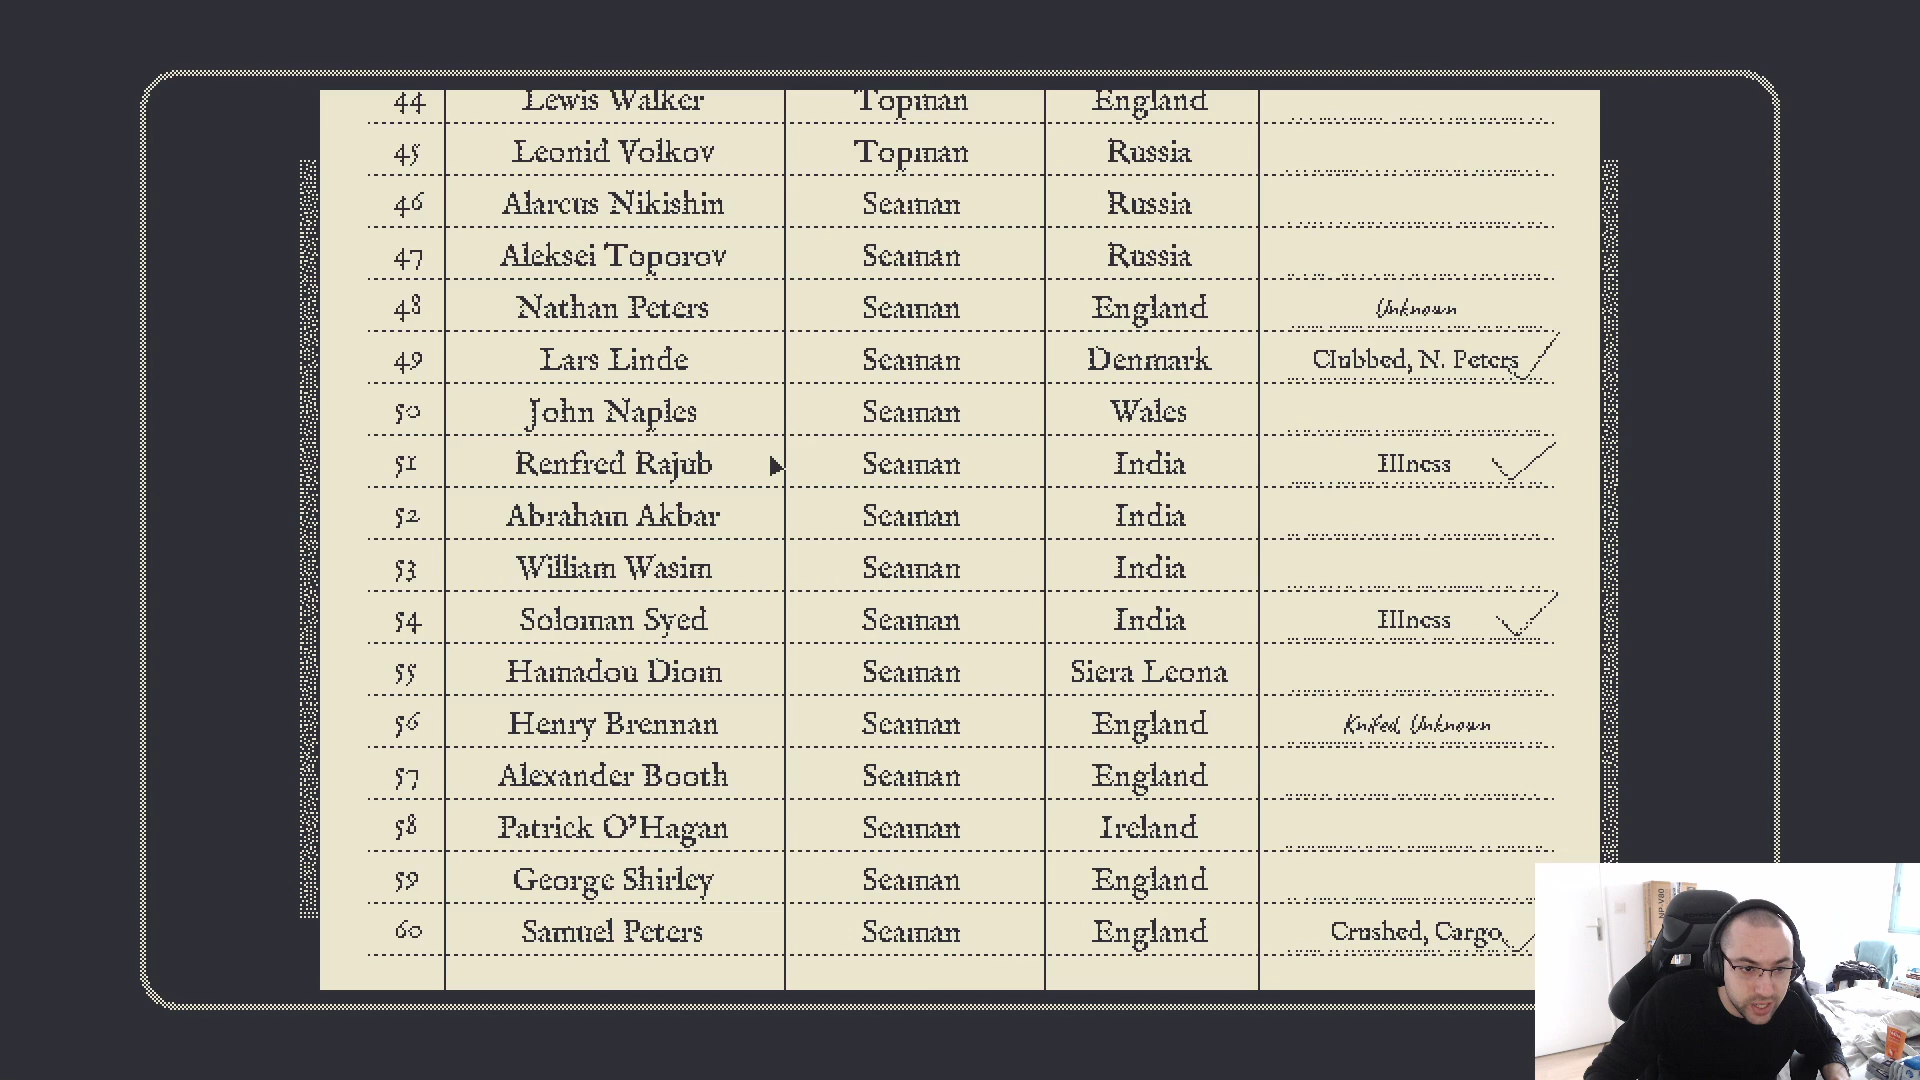 44 Lewis Walker Topman England
45 Leonid Volkov Topman Russia
46 Alarcus Nikishin Seaman Russia
47 Aleksei Toporov Seaman Russia
48 Nathan Peters Seaman England Unknown
49 Lars Linde Seaman Denmark Clubbed, N. Peters
50 John Naples Seaman Wales
51 Renfred Rajub Seaman India Illness
52 Abraham Akbar Seaman India
53 William Wasim Seaman India
54 Soloman Syed Seaman India Illness
55 Hamadou Diom Seaman Siera Leona
56 Henry Brennan Seaman England Knifed, Unknown
57 Alexander Booth Seaman England
58 Patrick O'Hagan Seaman Ireland
59 George Shirley Seaman England
60 Samuel Peters Seaman England Crushed, Cargo
NP-V80